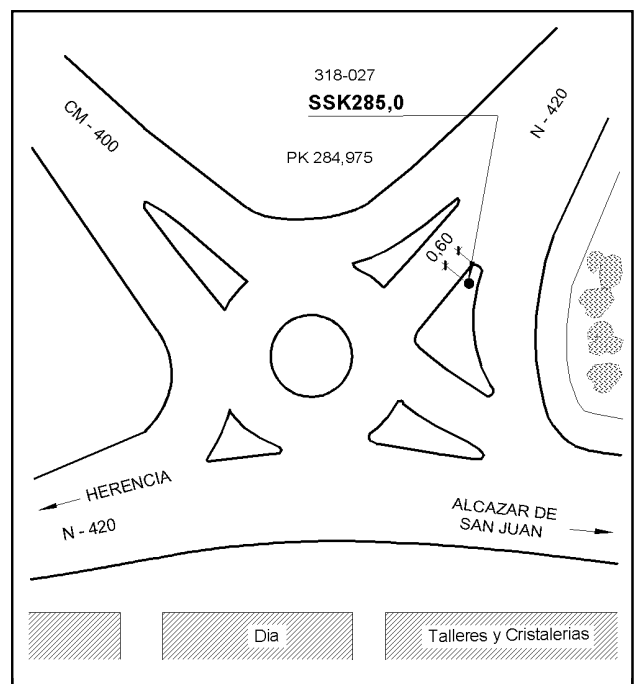 318-027
SSK285,0
CM - 400
N - 420
PK 284,975
0,60
HERENCIA
N - 420
ALCAZAR DE
SAN JUAN
Dia
Talleres y Cristalerias